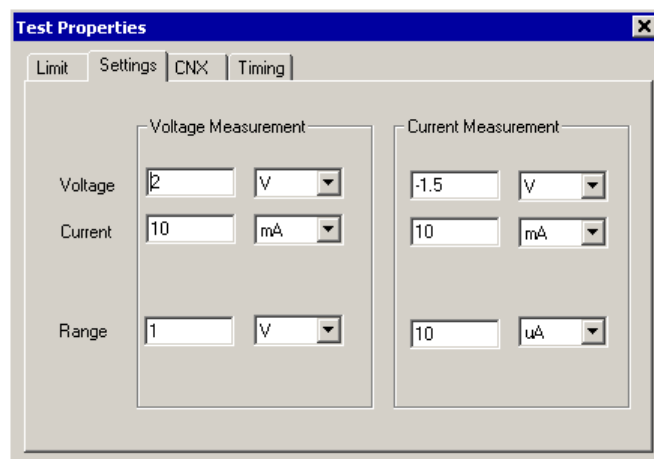 Test Properties
Limit Settings CNX Timing
Voltage Measurement Current Measurement
Voltage 2 V -1.5 V
Current 10 mA 10 mA
Range 1 V 10 uA